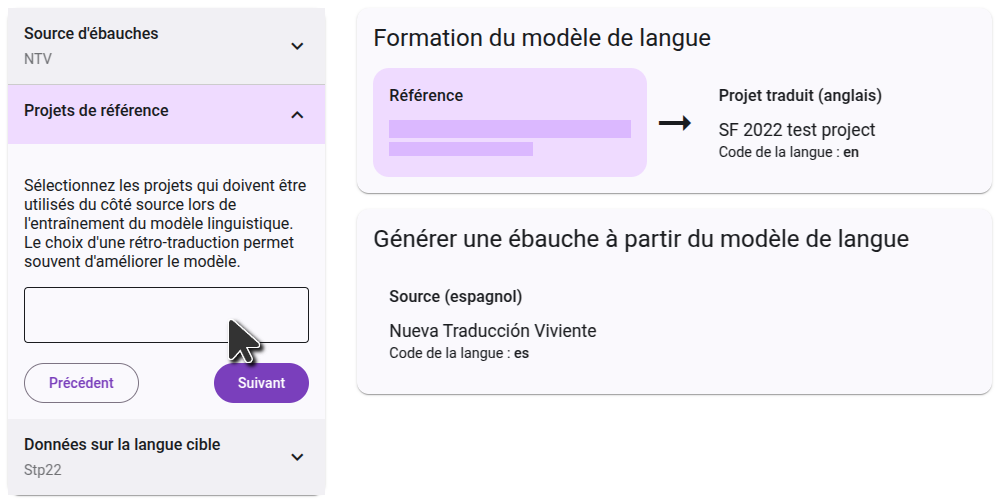 Source d'ébauches
NTV
Projets de référence
Sélectionnez les projets qui doivent être
utilisés du côté source lors de
l'entraînement du modèle linguistique.
Le choix d'une rétro-traduction permet
souvent d'améliorer le modèle.
Précédent
Suivant
Données sur la langue cible
Stp22
Formation du modèle de langue
Référence
Projet traduit (anglais)
SF 2022 test project
Code de la langue : en
Générer une ébauche à partir du modèle de langue
Source (espagnol)
Nueva Traducción Viviente
Code de la langue : es